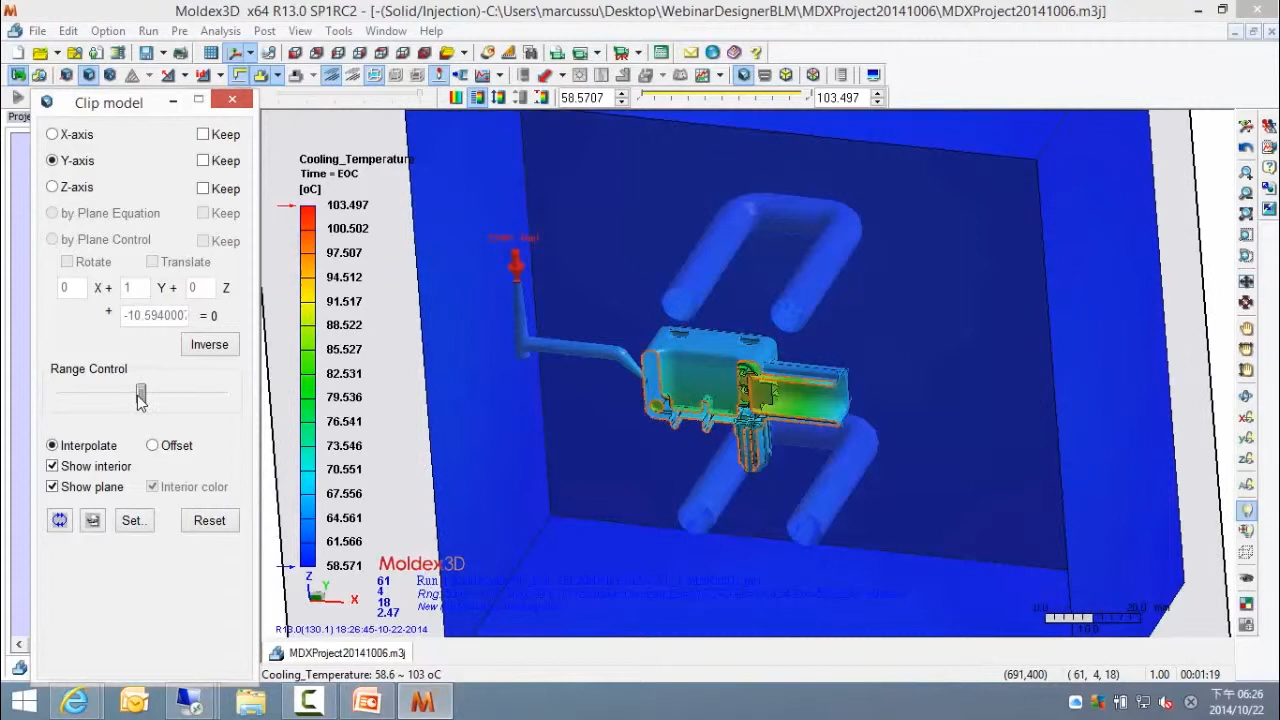 Moldex3D x64 R13.0 SP1RC2 - [-(Solid/Injection)-C:\Users\marcussu\Desktop\WebinarDesignerBLM\MDXProject20141006\MDXProject20141006.m3j]
File Edit Option Run Pre Analysis Post View Tools Window Help
58.5707 103.497
Clip model
Proje
X-axis Keep
Y-axis Keep
Z-axis Keep
by Plane Equation Keep
by Plane Control Keep
Rotate Translate
0 X+ 1 Y+ 0 Z
+ = 0
Inverse
Range Control
Interpolate Offset
Show interior
Show plane Interior color
Set.. Reset
Cooling_Temperature
Time = EOC
[oC]
103.497
100.502
97.507
94.512
91.517
88.522
85.527
82.531
79.536
76.541
73.546
70.551
67.556
64.561
61.566
58.571
Z
Y
X
Moldex3D
61
4
18
2.47
Run
R13.0(130.1) 18:26:45-10-22-2014
MDXProject20141006.m3j
Cooling_Temperature: 58.6 ~ 103 oC (691,400) ( 61, 4, 18) 1.00 00:01:19
下午 06:26
2014/10/22